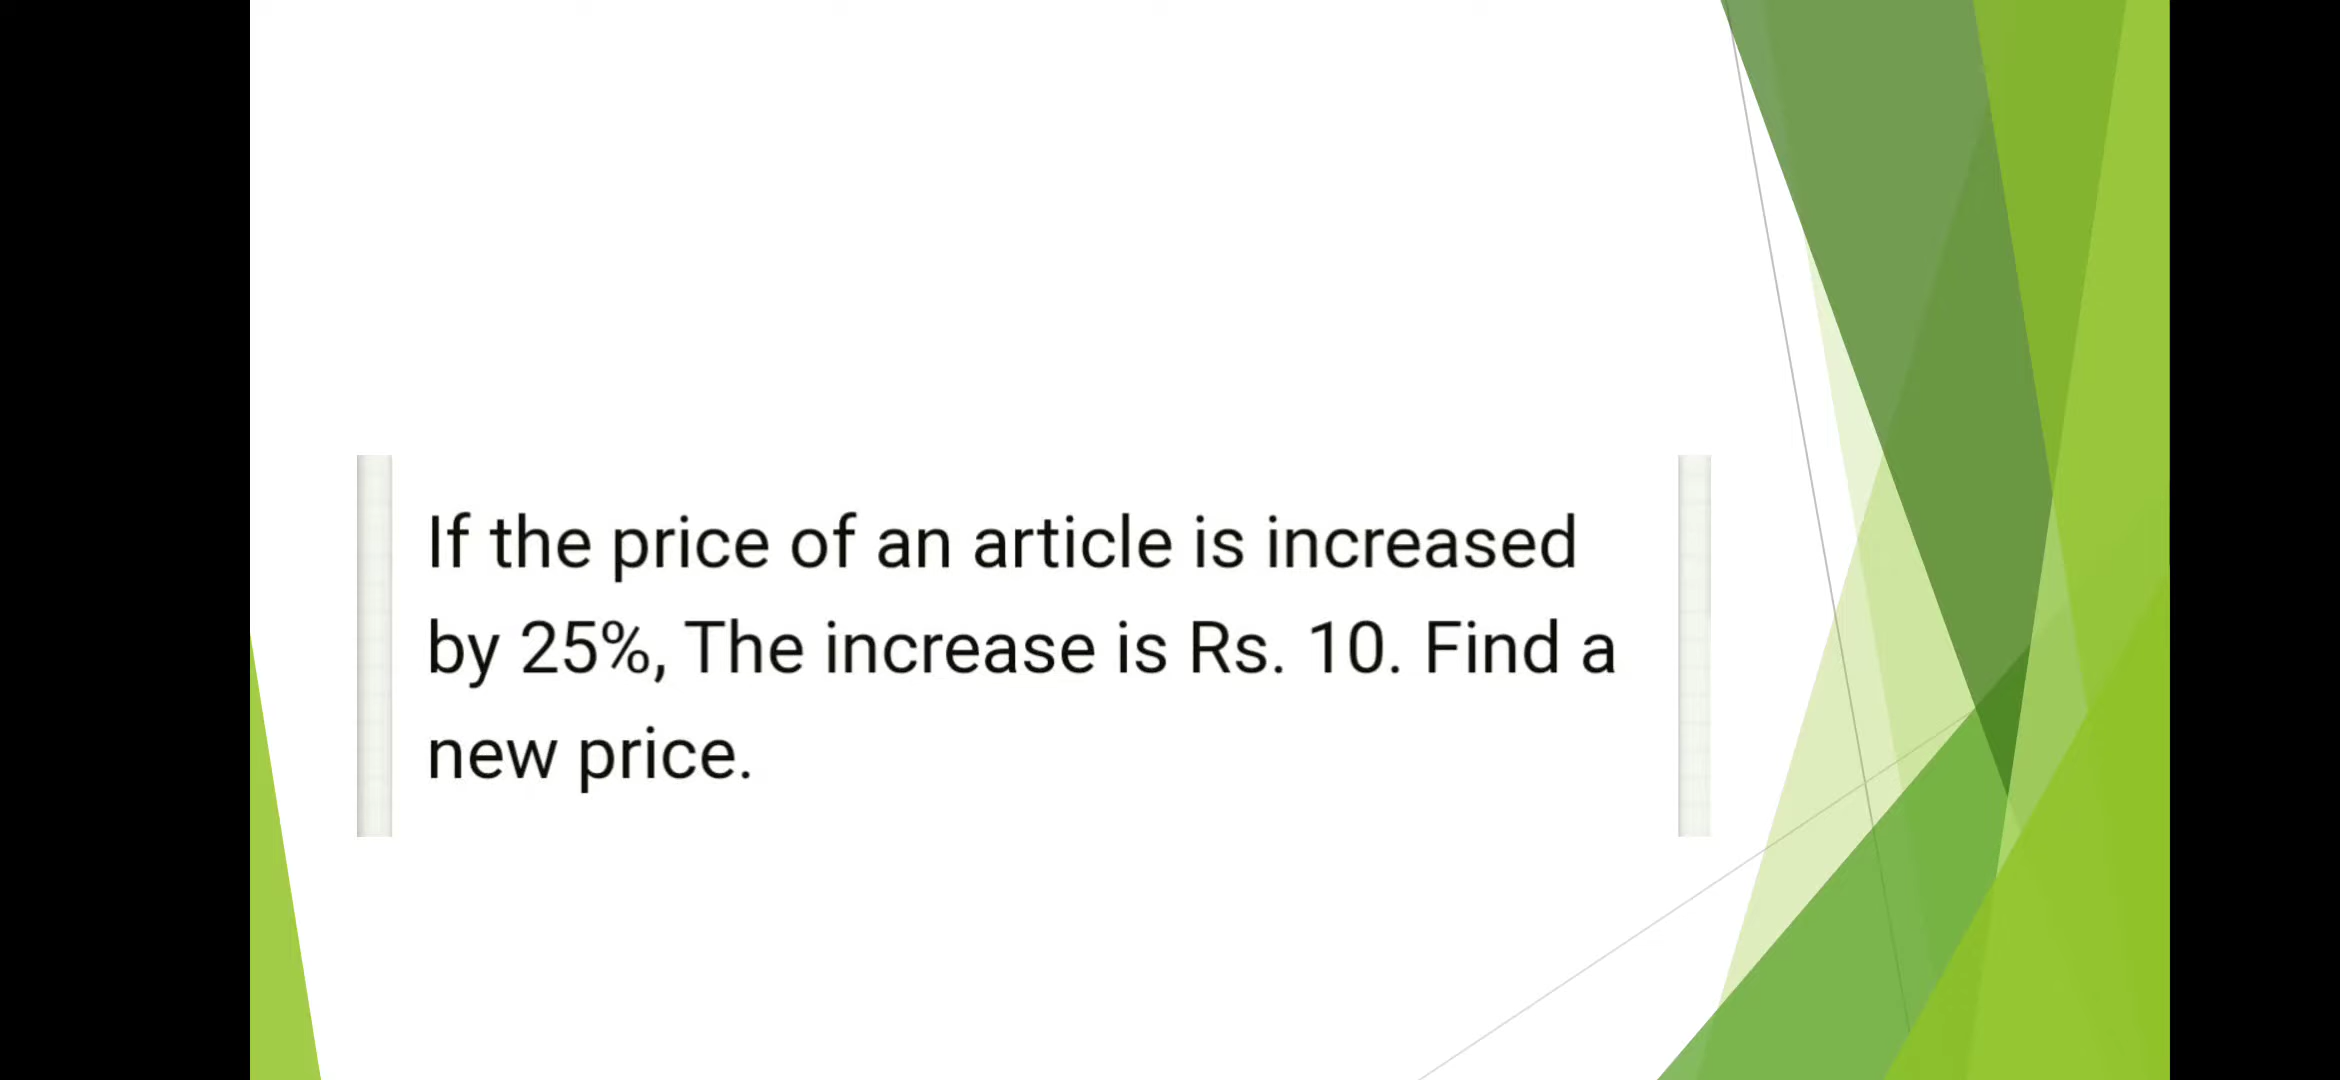 If the price of an article is increased
by 25%, The increase is Rs. 10. Find a
new price.